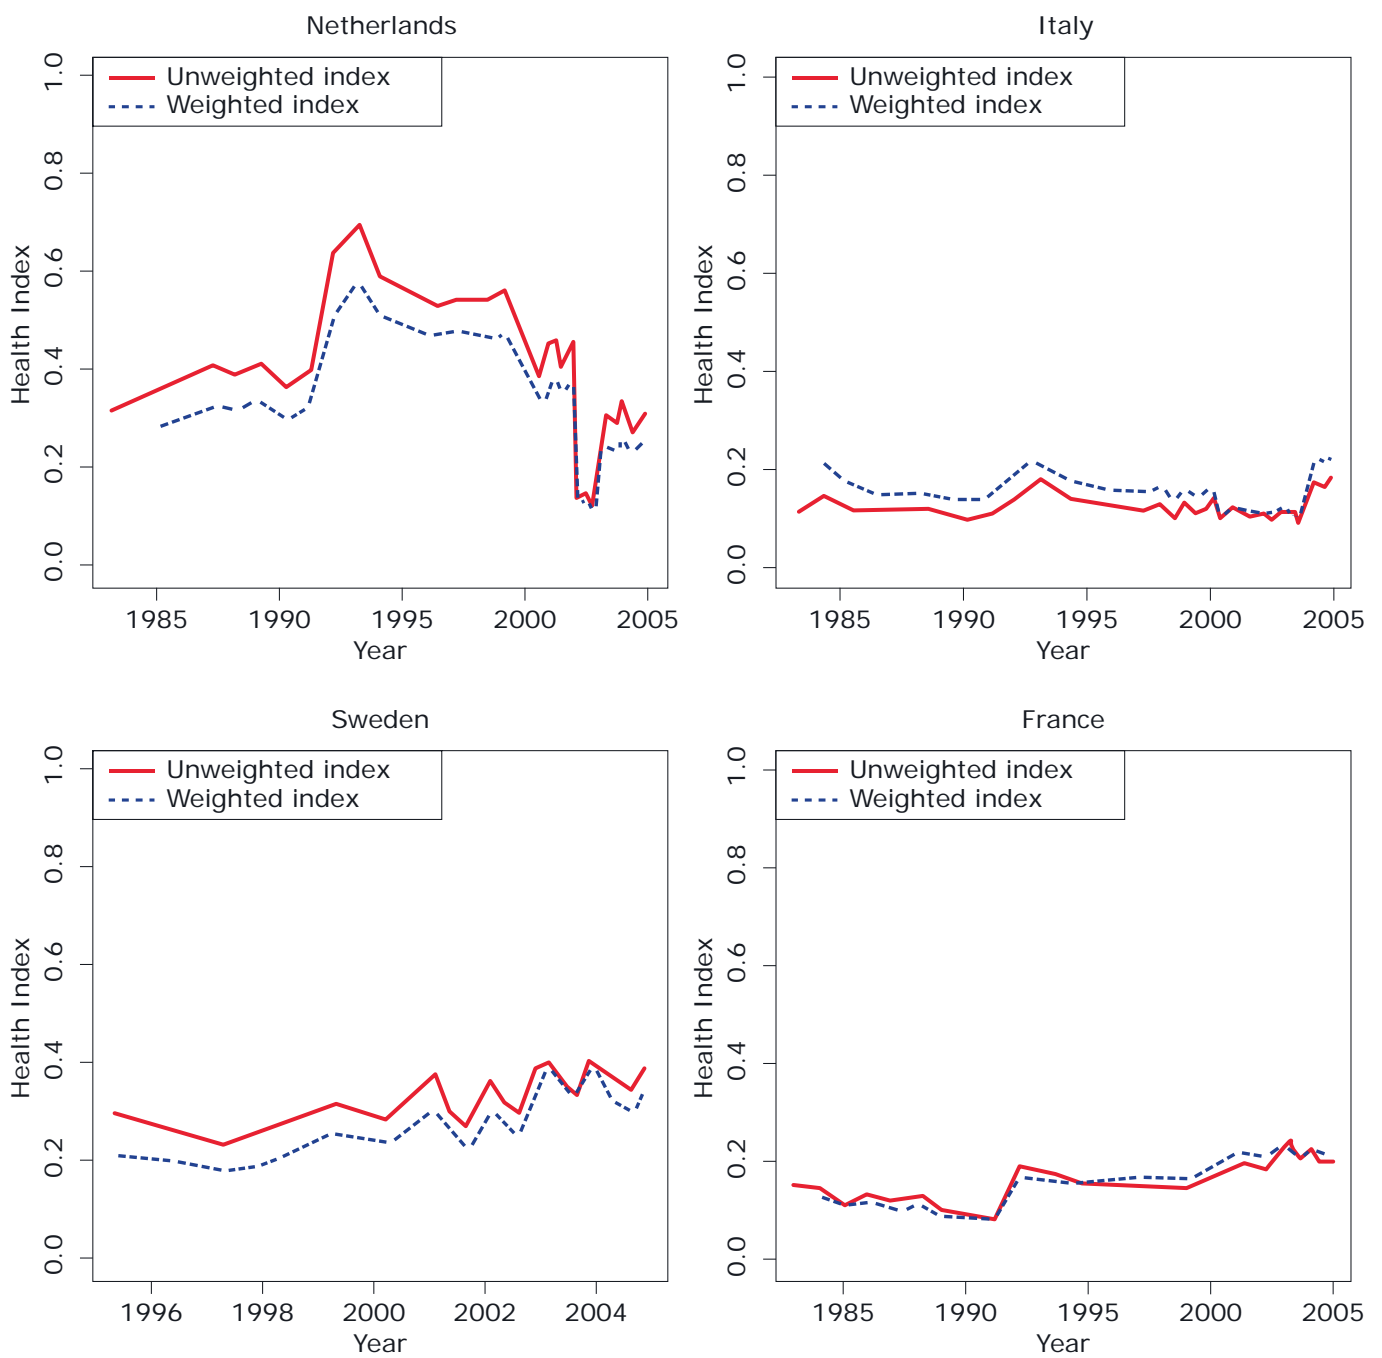 Netherlands
Unweighted index
Weighted index
Health Index
0.0 0.2 0.4 0.6 0.8 1.0
1985 1990 1995 2000 2005
Year
Italy
Unweighted index
Weighted index
Health Index
0.0 0.2 0.4 0.6 0.8 1.0
1985 1990 1995 2000 2005
Year
Sweden
Unweighted index
Weighted index
Health Index
0.0 0.2 0.4 0.6 0.8 1.0
1996 1998 2000 2002 2004
Year
France
Unweighted index
Weighted index
Health Index
0.0 0.2 0.4 0.6 0.8 1.0
1985 1990 1995 2000 2005
Year